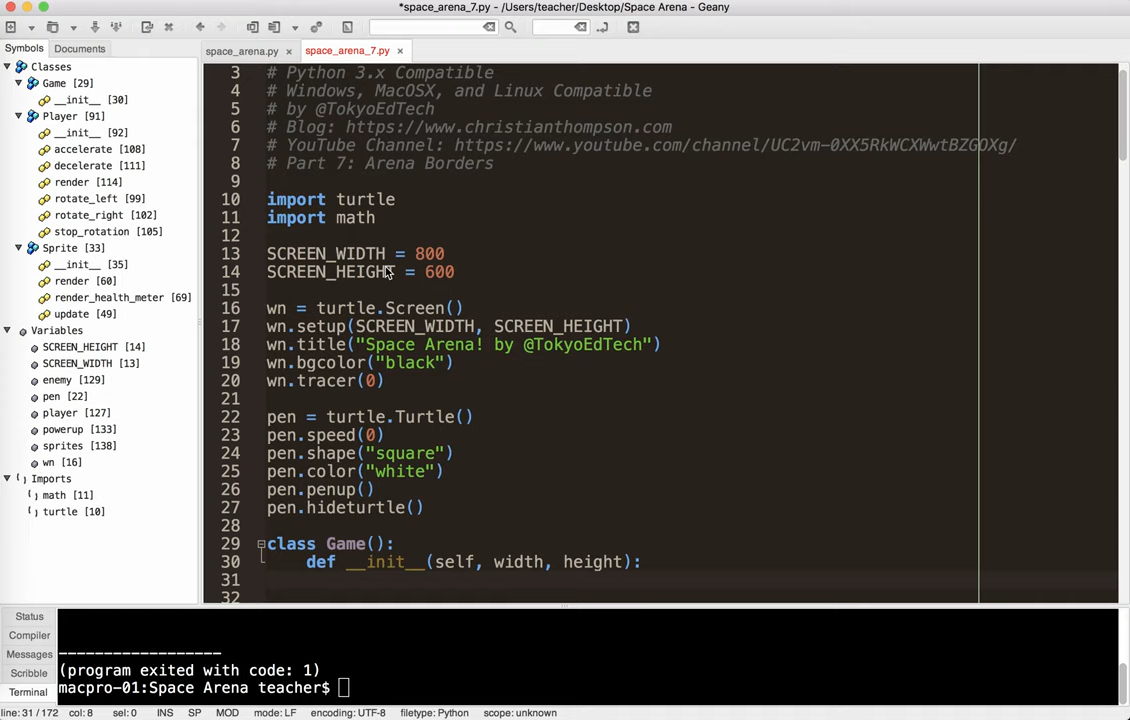 *space_arena_7.py - /Users/teacher/Desktop/Space Arena - Geany
Symbols Documents
space_arena.py × space_arena_7.py ×
Classes
Game [29]
__init__ [30]
Player [91]
__init__ [92]
accelerate [108]
decelerate [111]
render [114]
rotate_left [99]
rotate_right [102]
stop_rotation [105]
Sprite [33]
__init__ [35]
render [60]
render_health_meter [69]
update [49]
Variables
SCREEN_HEIGHT [14]
SCREEN_WIDTH [13]
enemy [129]
pen [22]
player [127]
powerup [133]
sprites [138]
wn [16]
Imports
math [11]
turtle [10]
3 # Python 3.x Compatible
4 # Windows, MacOSX, and Linux Compatible
5 # by @TokyoEdTech
6 # Blog: https://www.christianthompson.com
7 # YouTube Channel: https://www.youtube.com/channel/UC2vm-0XX5RkWCXWwtBZGOXg/
8 # Part 7: Arena Borders
9
10 import turtle
11 import math
12
13 SCREEN_WIDTH = 800
14 SCREEN_HEIGHT = 600
15
16 wn = turtle.Screen()
17 wn.setup(SCREEN_WIDTH, SCREEN_HEIGHT)
18 wn.title("Space Arena! by @TokyoEdTech")
19 wn.bgcolor("black")
20 wn.tracer(0)
21
22 pen = turtle.Turtle()
23 pen.speed(0)
24 pen.shape("square")
25 pen.color("white")
26 pen.penup()
27 pen.hideturtle()
28
29 class Game():
30 def __init__(self, width, height):
31
32
Status
Compiler
Messages
Scribble
Terminal
------------------
(program exited with code: 1)
macpro-01:Space Arena teacher$
line: 31 / 172 col: 8 sel: 0 INS SP MOD mode: LF encoding: UTF-8 filetype: Python scope: unknown